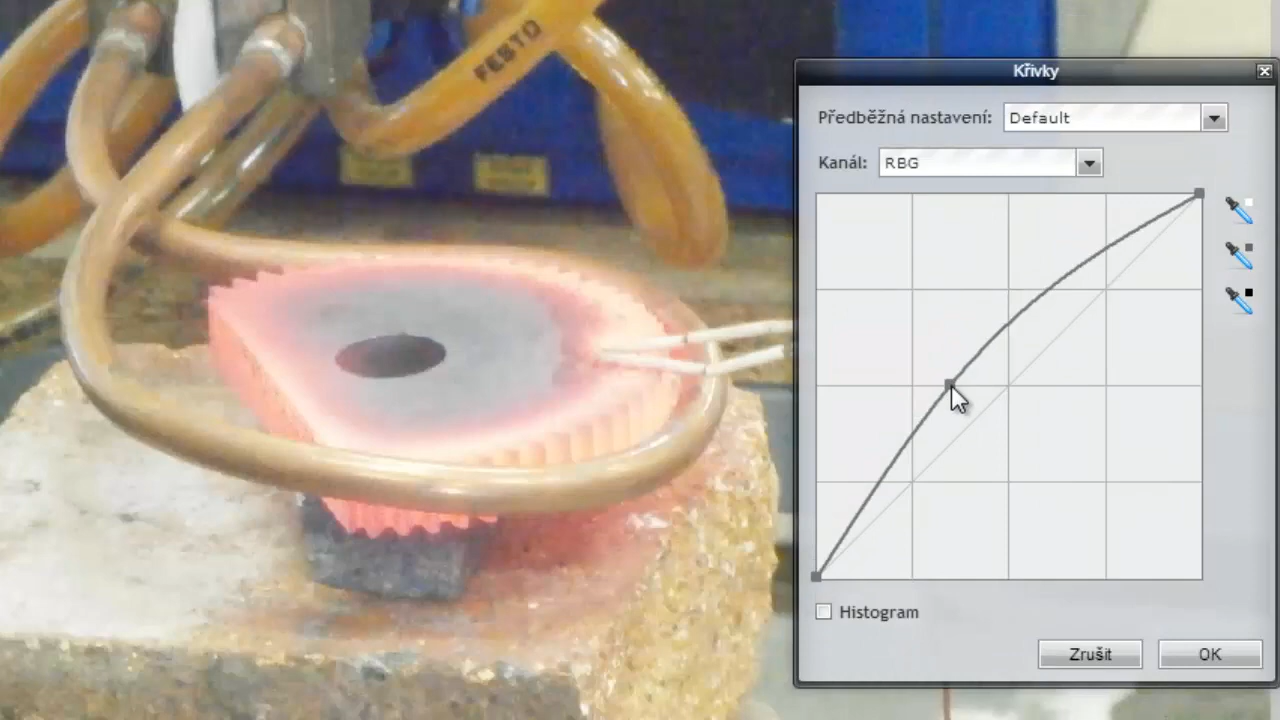 FESTO
Křivky
Předběžná nastavení: Default
Kanál: RBG
Histogram
Zrušit OK